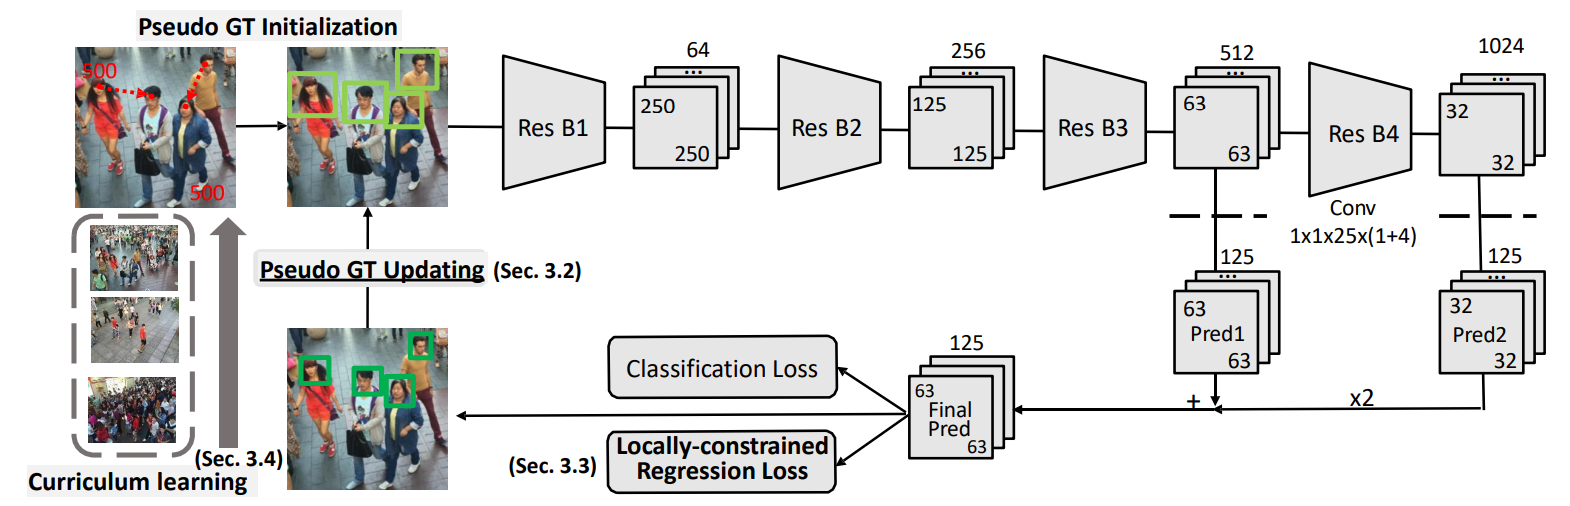 Pseudo GT Initialization
500
500
Res B1
64
...
250
250
Res B2
256
...
125
125
Res B3
512
...
63
63
Res B4
1024
...
32
32
Conv
1x1x25x(1+4)
125
...
63
Pred1
63
125
...
32
Pred2
32
x2
+
125
63
Final
Pred
63
Classification Loss
Locally-constrained
Regression Loss
(Sec. 3.3)
Pseudo GT Updating (Sec. 3.2)
(Sec. 3.4)
Curriculum learning